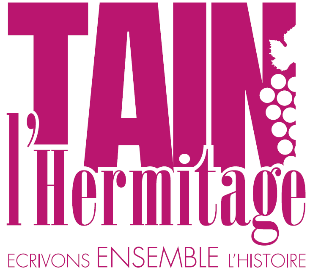 TAIN
l'Hermitage
ECRIVONS ENSEMBLE L'HISTOIRE